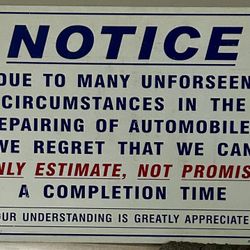 NOTICE
DUE TO MANY UNFORSEEN
CIRCUMSTANCES IN THE
EPAIRING OF AUTOMOBILE
WE REGRET THAT WE CAN
NLY ESTIMATE, NOT PROMIS
A COMPLETION TIME
OUR UNDERSTANDING IS GREATLY APPRECIATE